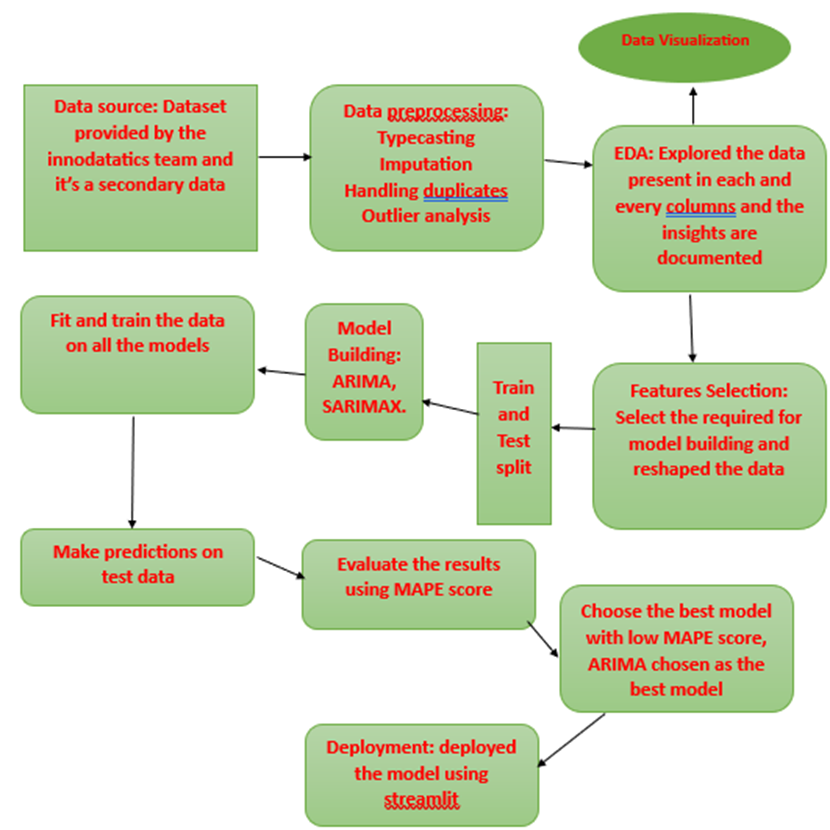 Data Visualization
Data source: Dataset
provided by the
innodatatics team and
it's a secondary data
Data preprocessing:
Typecasting
Imputation
Handling duplicates
Outlier analysis
EDA: Explored the data
present in each and
every columns and the
insights are
documented
Features Selection:
Select the required for
model building and
reshaped the data
Train
and
Test
split
Model
Building:
ARIMA,
SARIMAX.
Fit and train the data
on all the models
Make predictions on
test data
Evaluate the results
using MAPE score
Choose the best model
with low MAPE score,
ARIMA chosen as the
best model
Deployment: deployed
the model using
streamlit